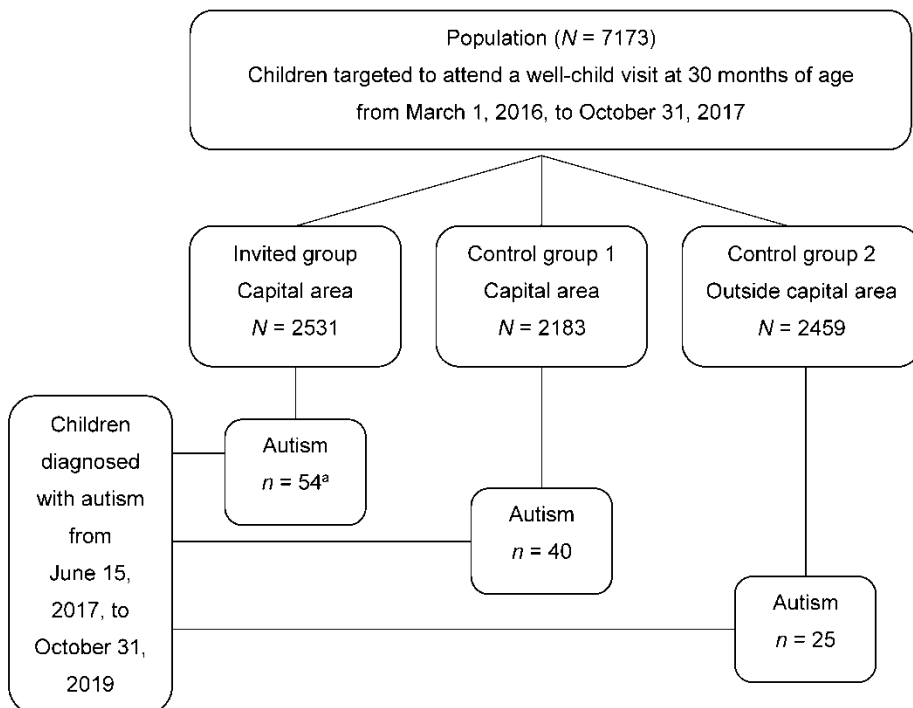 Population (N = 7173)
Children targeted to attend a well-child visit at 30 months of age
from March 1, 2016, to October 31, 2017
Invited group
Capital area
N = 2531
Control group 1
Capital area
N = 2183
Control group 2
Outside capital area
N = 2459
Children
diagnosed
with autism
from
June 15,
2017, to
October 31,
2019
Autism
n = 54ᵃ
Autism
n = 40
Autism
n = 25